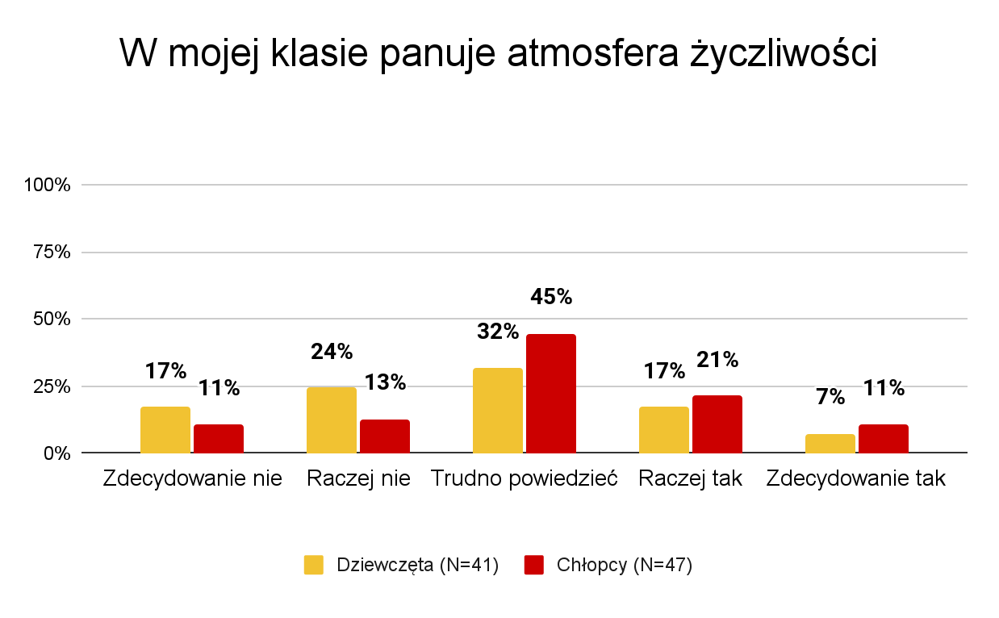 W mojej klasie panuje atmosfera życzliwości
100%
75%
50%
25%
0%
17%
11%
24%
13%
32%
45%
17%
21%
7%
11%
Zdecydowanie nie
Raczej nie
Trudno powiedzieć
Raczej tak
Zdecydowanie tak
Dziewczęta (N=41)
Chłopcy (N=47)